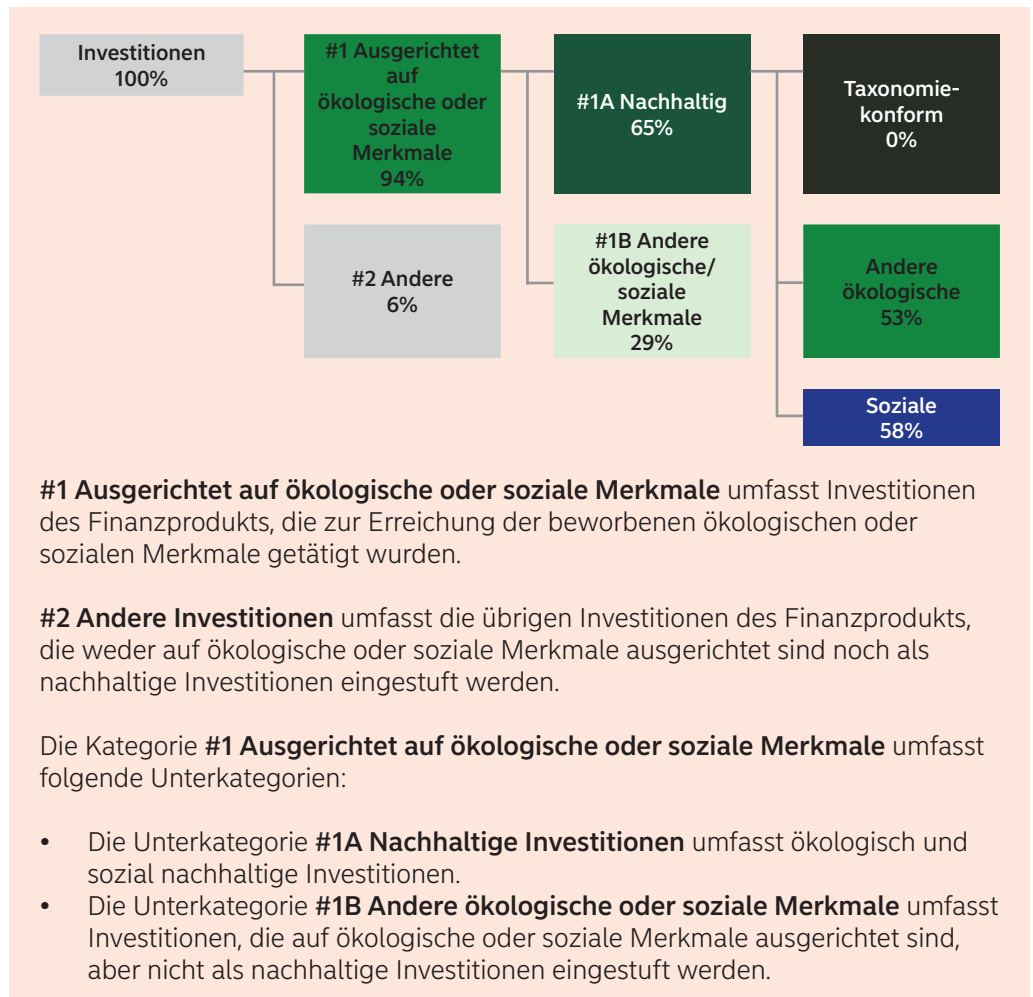 Investitionen
100%
#1 Ausgerichtet
auf
ökologische oder
soziale
Merkmale
94%
#1A Nachhaltig
65%
Taxonomie-
konform
0%
#2 Andere
6%
#1B Andere
ökologische/
soziale
Merkmale
29%
Andere
ökologische
53%
Soziale
58%
#1 Ausgerichtet auf ökologische oder soziale Merkmale umfasst Investitionen
des Finanzprodukts, die zur Erreichung der beworbenen ökologischen oder
sozialen Merkmale getätigt wurden.
#2 Andere Investitionen umfasst die übrigen Investitionen des Finanzprodukts,
die weder auf ökologische oder soziale Merkmale ausgerichtet sind noch als
nachhaltige Investitionen eingestuft werden.
Die Kategorie #1 Ausgerichtet auf ökologische oder soziale Merkmale umfasst
folgende Unterkategorien:
• Die Unterkategorie #1A Nachhaltige Investitionen umfasst ökologisch und
sozial nachhaltige Investitionen.
• Die Unterkategorie #1B Andere ökologische oder soziale Merkmale umfasst
Investitionen, die auf ökologische oder soziale Merkmale ausgerichtet sind,
aber nicht als nachhaltige Investitionen eingestuft werden.